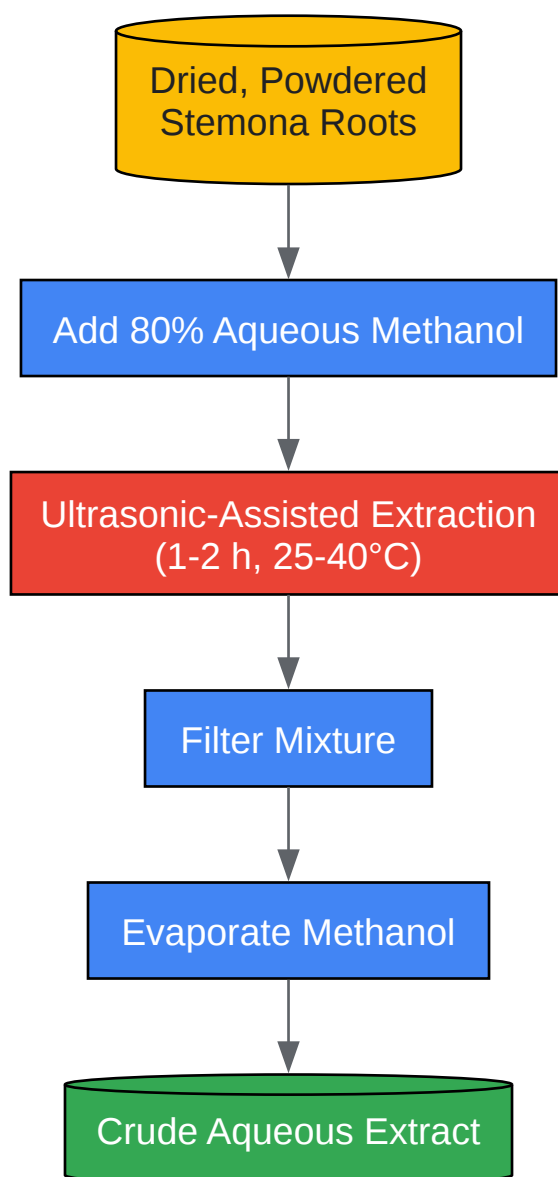 Dried, Powdered
Stemona Roots
Add 80% Aqueous Methanol
Ultrasonic-Assisted Extraction
(1-2 h, 25-40°C)
Filter Mixture
Evaporate Methanol
Crude Aqueous Extract